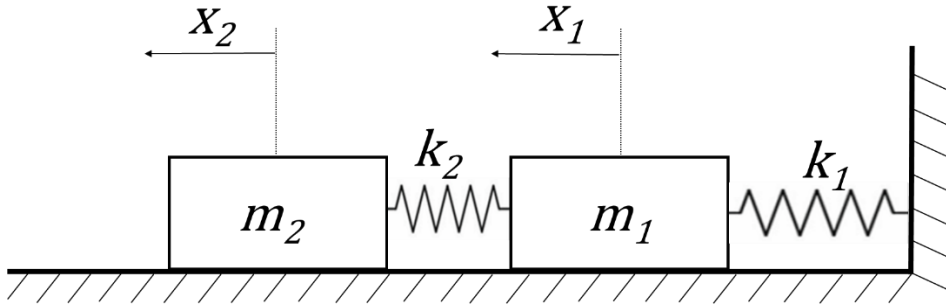 x₂ x₁
k₂ k₁
m₂ m₁